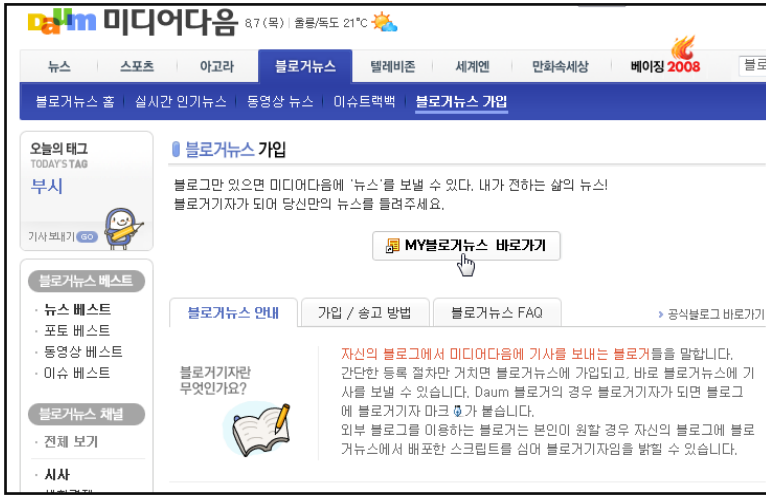 Daum 미디어다음 8.7 (목) 울릉/독도 21℃
뉴스 스포츠 아고라 블로거뉴스 텔레비존 세계엔 만화속세상 베이징 2008 블로
블로거뉴스 홈 실시간 인기뉴스 동영상 뉴스 이슈트랙백 블로거뉴스 가입
오늘의 태그
TODAY'S TAG
부시
기사보내기 GO
블로거뉴스 베스트
· 뉴스 베스트
· 포토 베스트
· 동영상 베스트
· 이슈 베스트
블로거뉴스 채널
· 전체 보기
· 시사
블로거뉴스 가입
블로그만 있으면 미디어다음에 '뉴스'를 보낼 수 있다. 내가 전하는 삶의 뉴스!
블로거기자가 되어 당신만의 뉴스를 들려주세요.
MY블로거뉴스 바로가기
블로거뉴스 안내 가입 / 송고 방법 블로거뉴스 FAQ › 공식블로그 바로가기
블로거기자란
무엇인가요?
자신의 블로그에서 미디어다음에 기사를 보내는 블로거들을 말합니다.
간단한 등록 절차만 거치면 블로거뉴스에 가입되고, 바로 블로거뉴스에 기
사를 보낼 수 있습니다. Daum 블로거의 경우 블로거기자가 되면 블로그
에 블로거기자 마크 가 붙습니다.
외부 블로그를 이용하는 블로거는 본인이 원할 경우 자신의 블로그에 블로
거뉴스에서 배포한 스크립트를 심어 블로거기자임을 밝힐 수 있습니다.